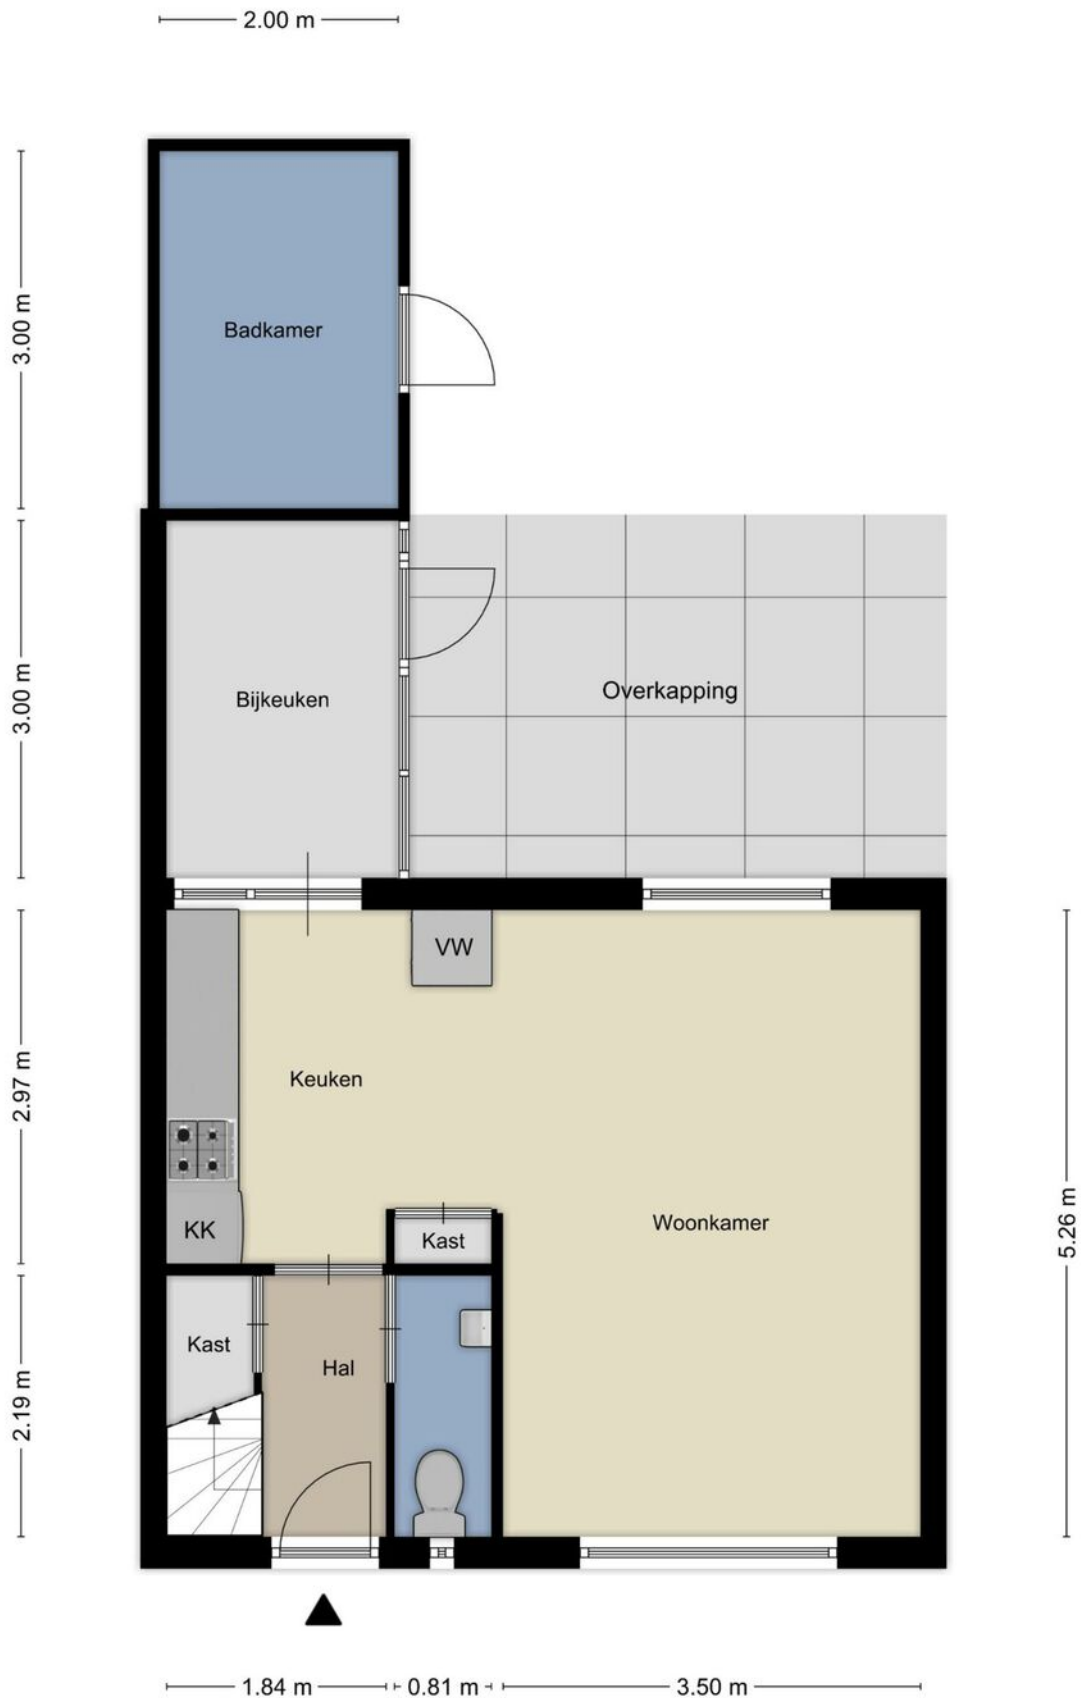 2.00 m
3.00 m
Badkamer
3.00 m
Bijkeuken
Overkapping
2.97 m
VW
Keuken
KK
Kast
Woonkamer
5.26 m
2.19 m
Kast
Hal
1.84 m
0.81 m
3.50 m